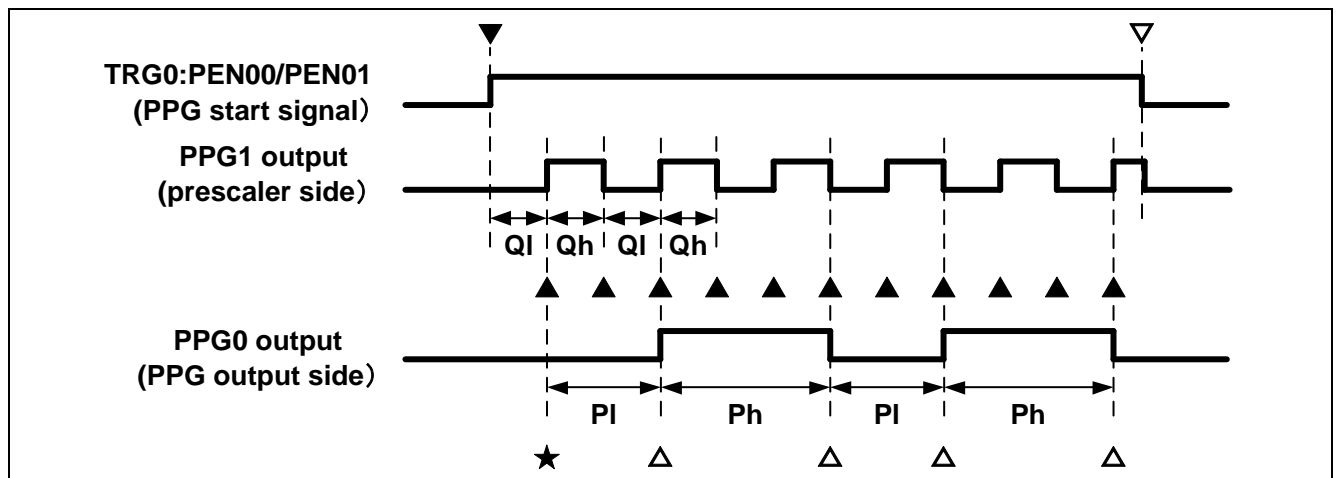 TRG0:PEN00/PEN01
(PPG start signal）
PPG1 output
(prescaler side）
Ql Qh Ql Qh
PPG0 output
(PPG output side）
Pl Ph Pl Ph